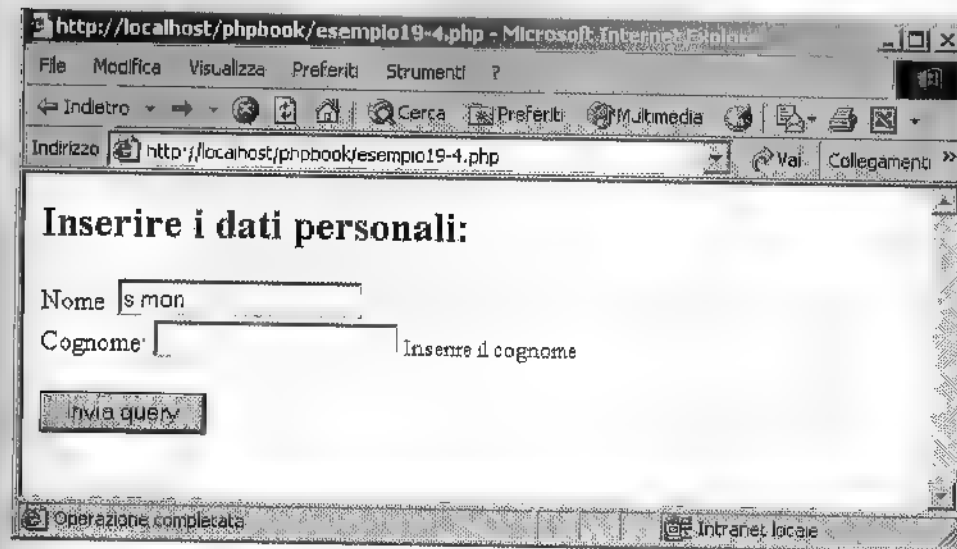 http://localhost/phpbook/esempio19-4.php - Microsoft Internet Explor
File Modifica Visualizza Preferiti Strumenti ?
Indietro Cerca Preferiti Multimedia
Indirizzo http://localhost/phpbook/esempio19-4.php Vai Collegamenti »
Inserire i dati personali:
Nome s mon
Cognome: Inserire il cognome
Invia query
Operazione completata Intranet locale